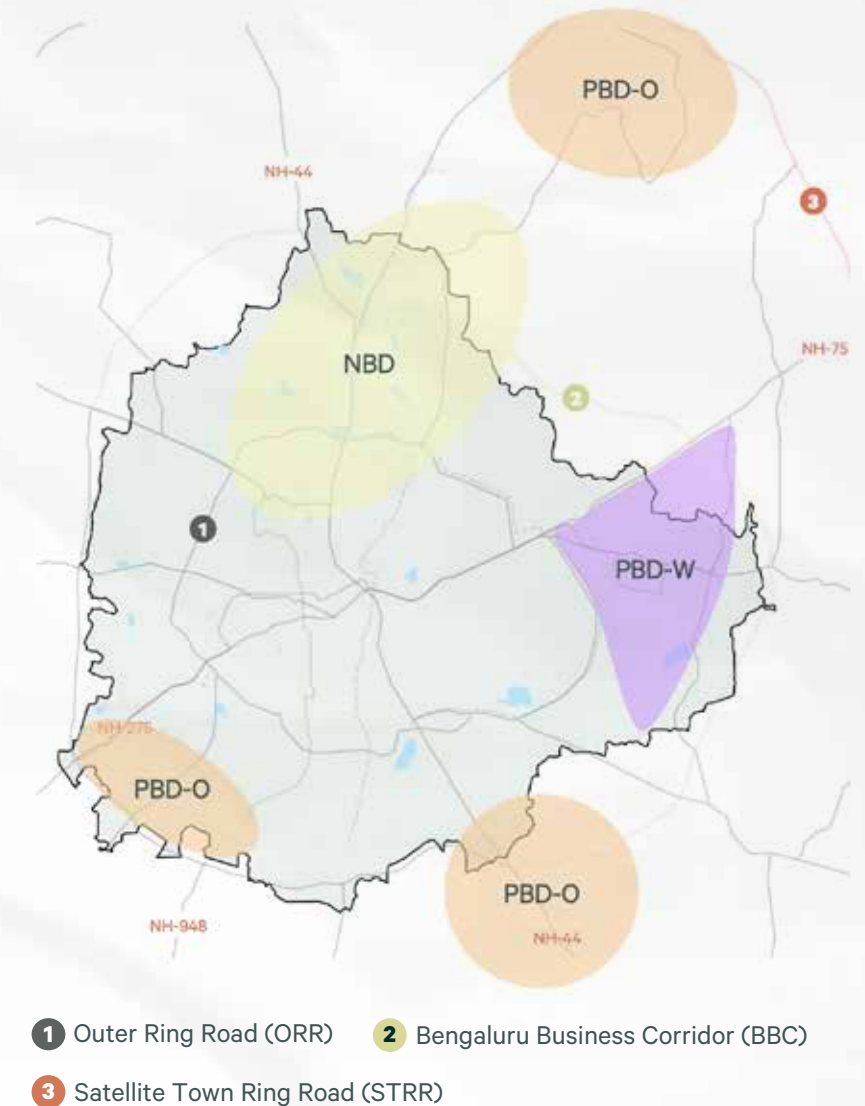 PBD-O
NH-44
3
NH-75
NBD
2
1
PBD-W
NH-275
PBD-O
PBD-O
NH-948
NH-44
1 Outer Ring Road (ORR) 2 Bengaluru Business Corridor (BBC)
3 Satellite Town Ring Road (STRR)